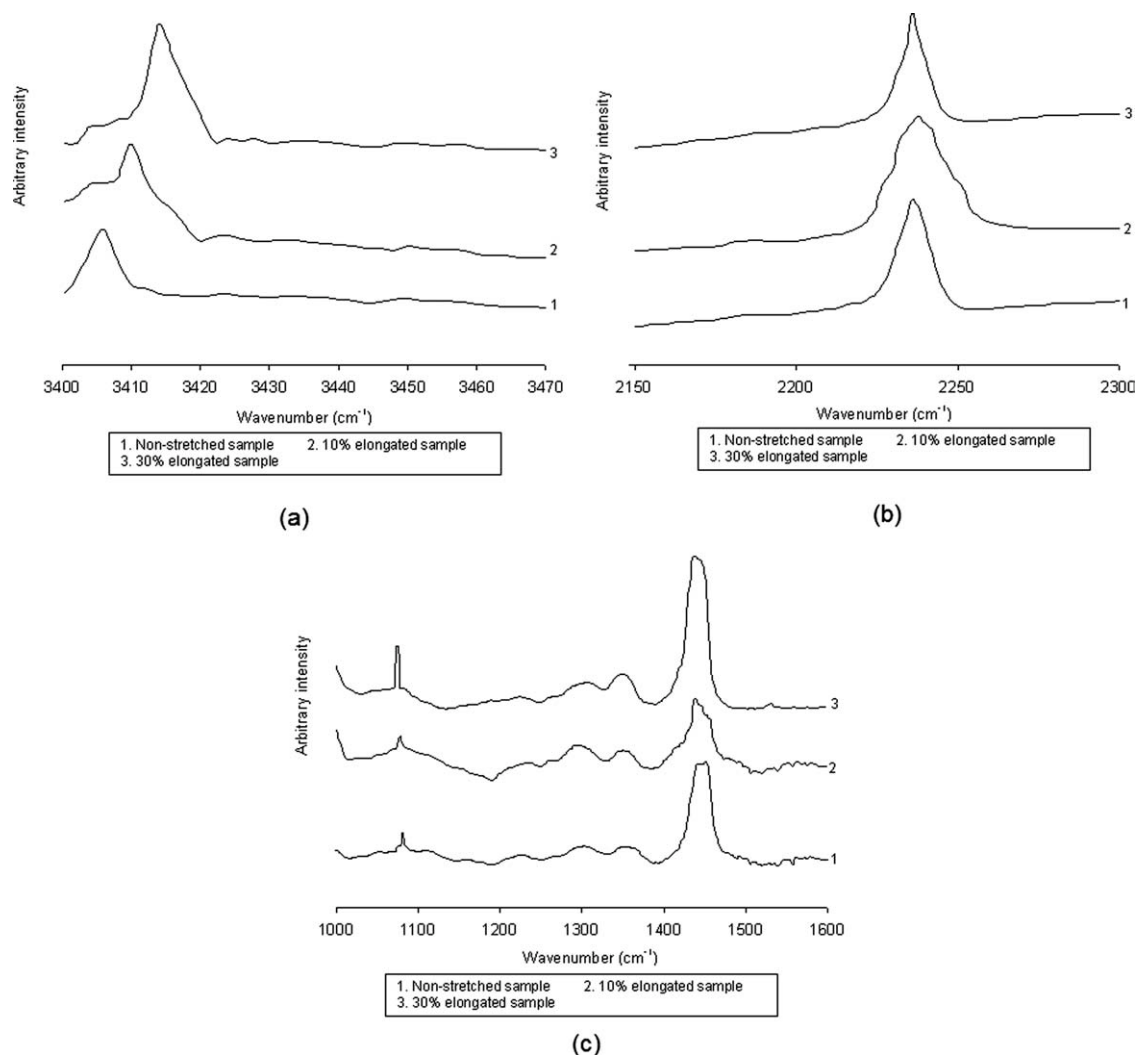 Arbitrary intensity
3
2
1
3400 3410 3420 3430 3440 3450 3460 3470
Wavenumber (cm⁻¹)
1. Non-stretched sample 2. 10% elongated sample
3. 30% elongated sample
(a)
Arbitrary intensity
3
2
1
2150 2200 2250 2300
Wavenumber (cm⁻¹)
1. Non-stretched sample 2. 10% elongated sample
3. 30% elongated sample
(b)
Arbitrary intensity
3
2
1
1000 1100 1200 1300 1400 1500 1600
Wavenumber (cm⁻¹)
1. Non-stretched sample 2. 10% elongated sample
3. 30% elongated sample
(c)